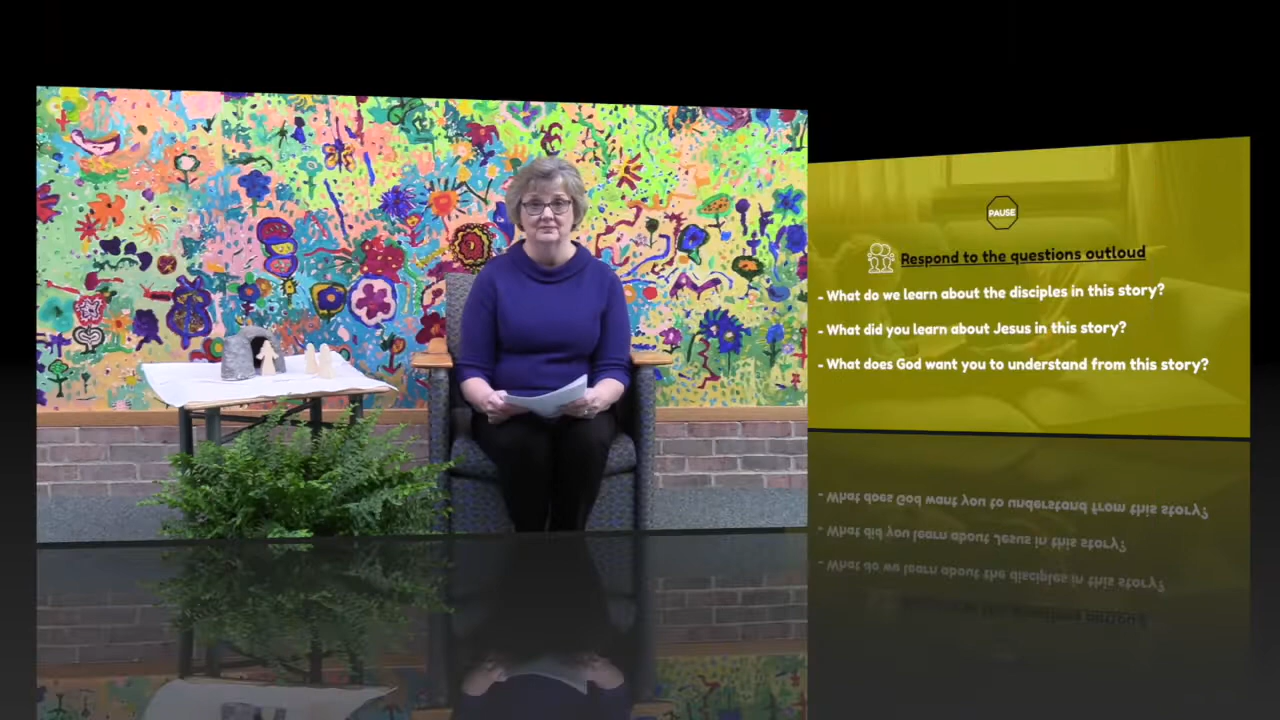 PAUSE
Respond to the questions outloud
- What do we learn about the disciples in this story?
- What did you learn about Jesus in this story?
- What does God want you to understand from this story?